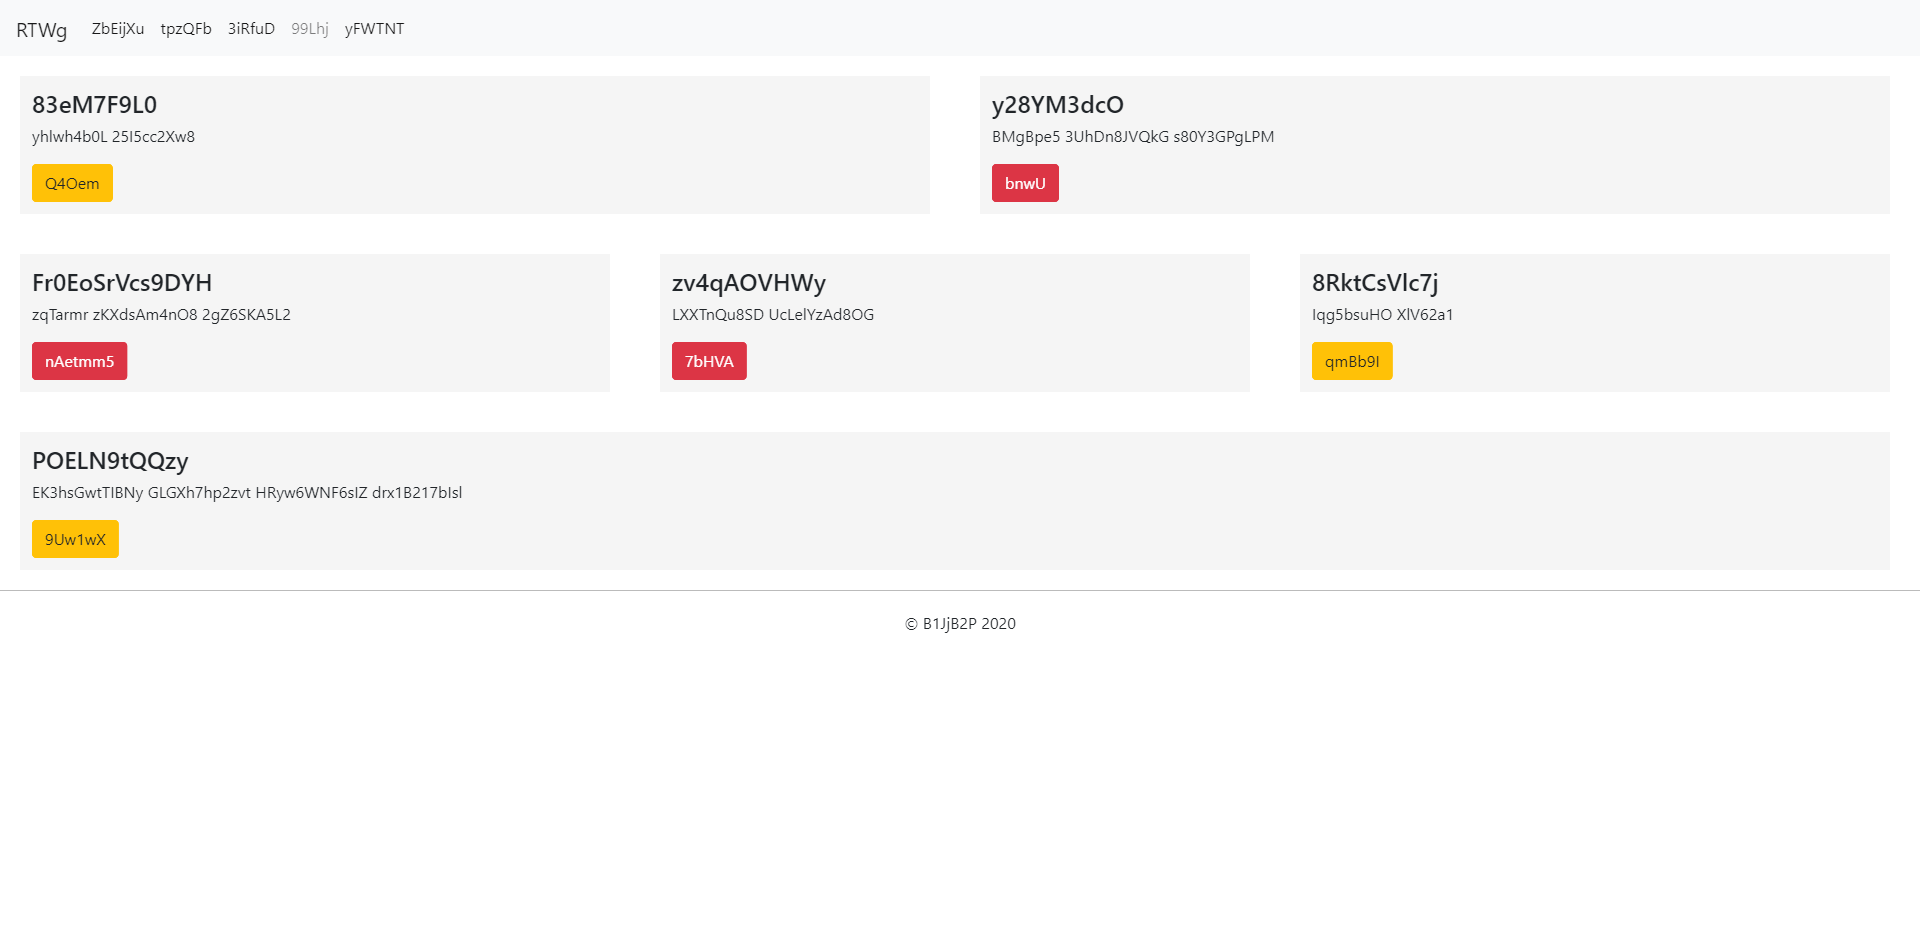 RTWg ZbEijXu tpzQFb 3iRfuD 99Lhj yFWTNT
83eM7F9L0
yhlwh4b0L 25I5cc2Xw8
Q4Oem
y28YM3dcO
BMgBpe5 3UhDn8JVQkG s80Y3GPgLPM
bnwU
Fr0EoSrVcs9DYH
zqTarmr zKXdsAm4nO8 2gZ6SKA5L2
nAetmm5
zv4qAOVHWy
LXXTnQu8SD UcLelYzAd8OG
7bHVA
8RktCsVlc7j
Iqg5bsuHO XlV62a1
qmBb9I
POELN9tQQzy
EK3hsGwtTIBNy GLGXh7hp2zvt HRyw6WNF6sIZ drx1B217bIsl
9Uw1wX
© B1JjB2P 2020